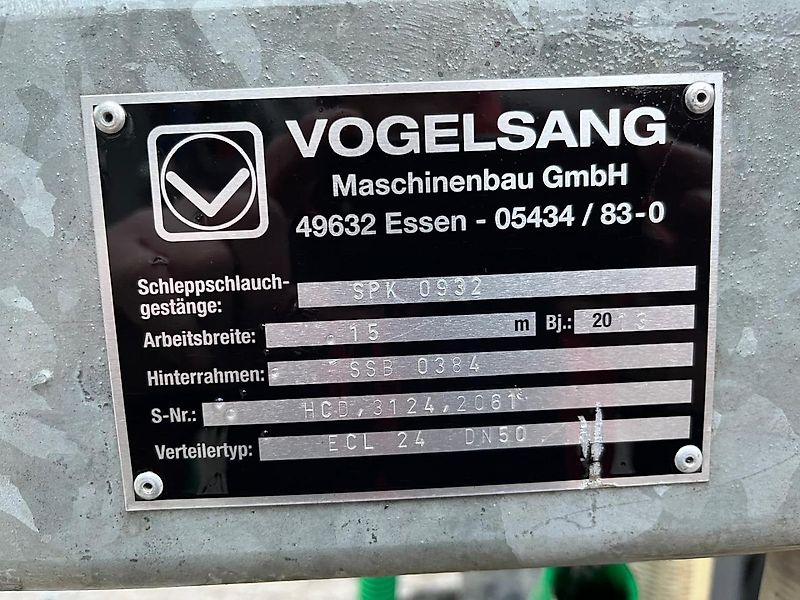 VOGELSANG
Maschinenbau GmbH
49632 Essen - 05434 / 83-0
Schleppschlauch-
gestänge: SPK 0932
Arbeitsbreite: 15 m Bj.: 2013
Hinterrahmen: SSB 0384
S-Nr.: HCD,3124,2061
Verteilertyp: ECL 24 DN50